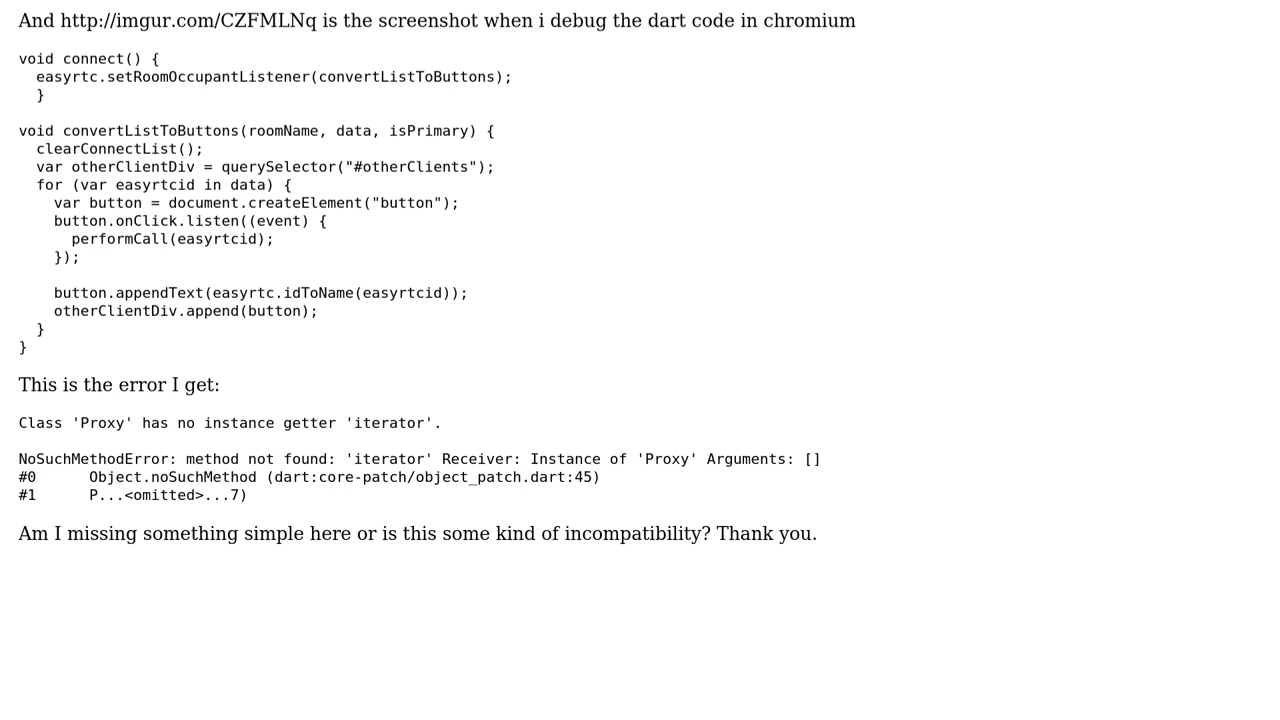 And http://imgur.com/CZFMLNq is the screenshot when i debug the dart code in chromium
void connect() {
  easyrtc.setRoomOccupantListener(convertListToButtons);
  }
void convertListToButtons(roomName, data, isPrimary) {
  clearConnectList();
  var otherClientDiv = querySelector("#otherClients");
  for (var easyrtcid in data) {
    var button = document.createElement("button");
    button.onClick.listen((event) {
      performCall(easyrtcid);
    });
    button.appendText(easyrtc.idToName(easyrtcid));
    otherClientDiv.append(button);
  }
}
This is the error I get:
Class 'Proxy' has no instance getter 'iterator'.
NoSuchMethodError: method not found: 'iterator' Receiver: Instance of 'Proxy' Arguments: []
#0      Object.noSuchMethod (dart:core-patch/object_patch.dart:45)
#1      P...<omitted>...7)
Am I missing something simple here or is this some kind of incompatibility? Thank you.